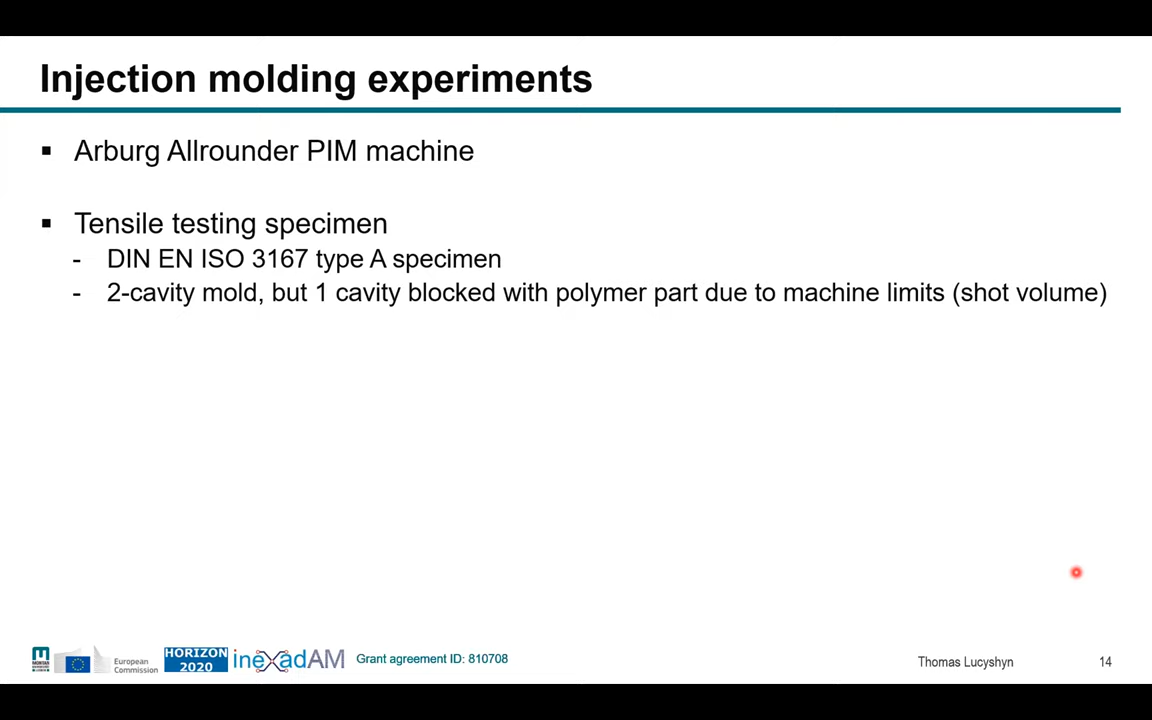 Injection molding experiments
▪ Arburg Allrounder PIM machine
▪ Tensile testing specimen
- DIN EN ISO 3167 type A specimen
- 2-cavity mold, but 1 cavity blocked with polymer part due to machine limits (shot volume)
European
Commission
HORIZON
2020
inexadAM
Grant agreement ID: 810708
Thomas Lucyshyn
14